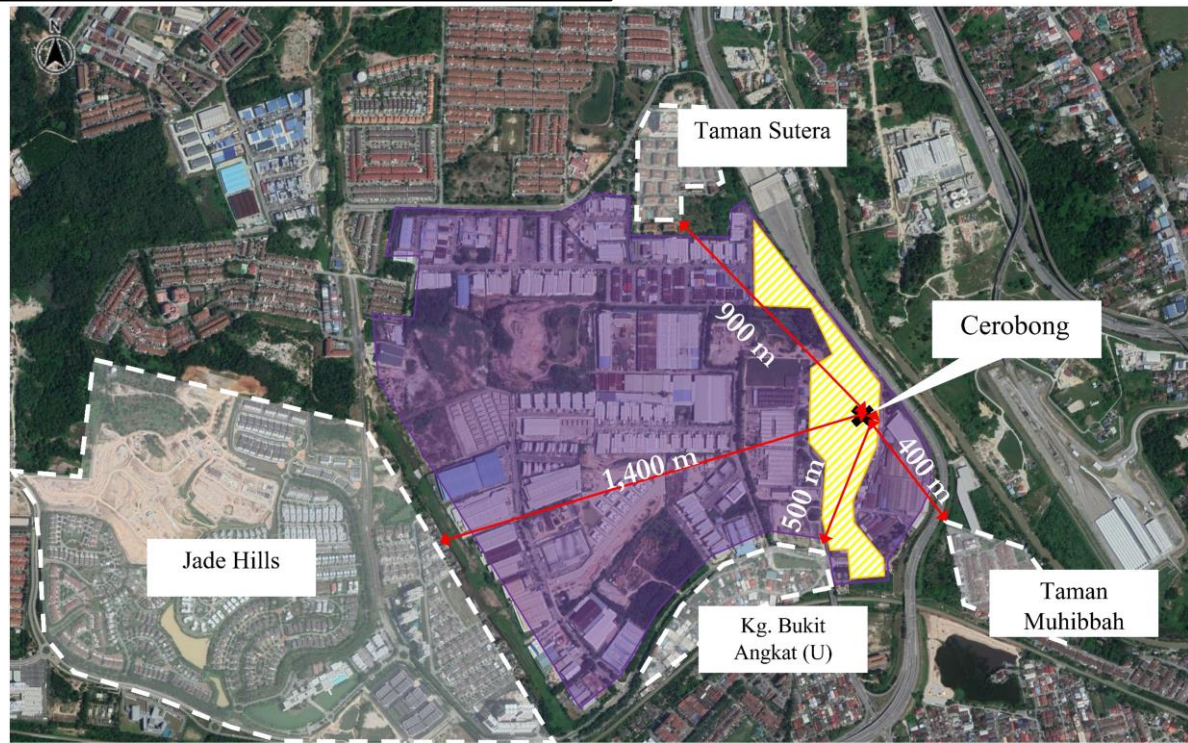 N
Taman Sutera
Cerobong
900 m
400 m
1,400 m
500 m
Jade Hills
Kg. Bukit
Angkat (U)
Taman
Muhibbah